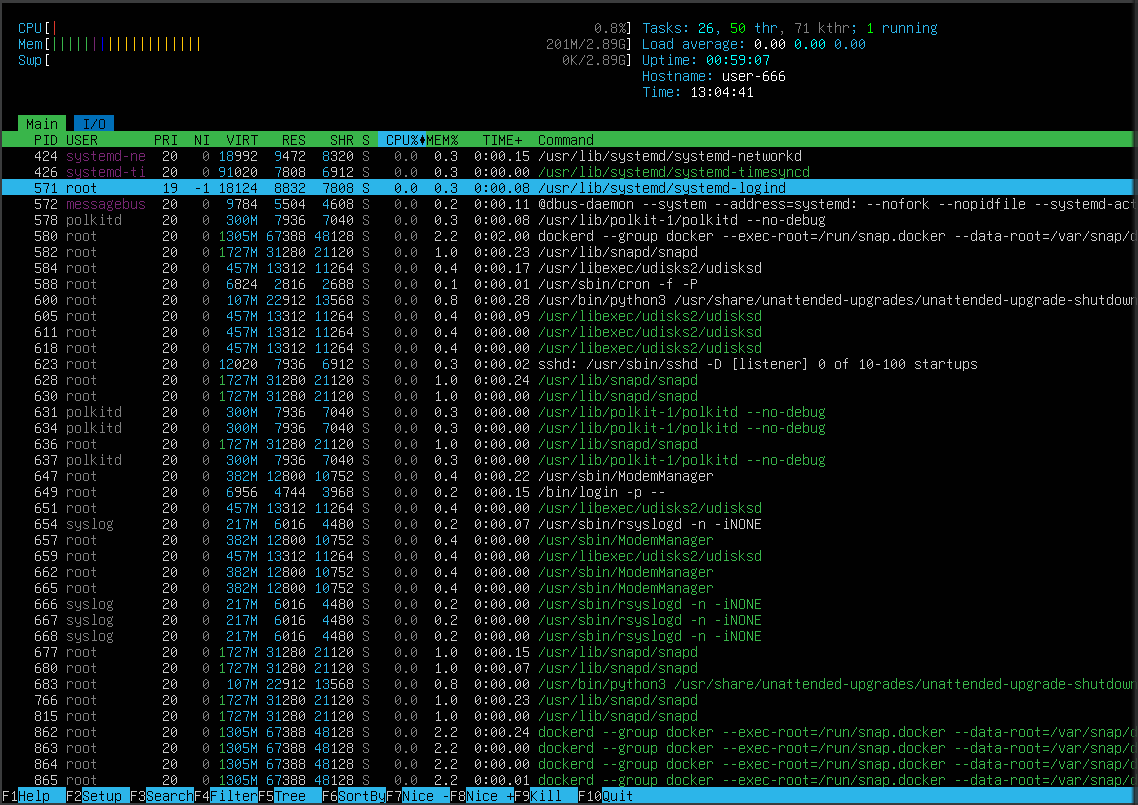 CPU[| 0.8%] Tasks: 26, 50 thr, 71 kthr; 1 running
Mem[||||||||||||||||||| 201M/2.89G] Load average: 0.00 0.00 0.00
Swp[ 0K/2.89G] Uptime: 00:59:07
Hostname: user-666
Time: 13:04:41
Main I/O
PID USER PRI NI VIRT RES SHR S CPU%♦MEM% TIME+ Command
424 systemd-ne 20 0 18992 9472 8320 S 0.0 0.3 0:00.15 /usr/lib/systemd/systemd-networkd
426 systemd-ti 20 0 91020 7808 6912 S 0.0 0.3 0:00.23 /usr/lib/systemd/systemd-timesyncd
571 root 19 -1 18124 8832 7808 S 0.0 0.3 0:00.08 /usr/lib/systemd/systemd-logind
572 messagebus 20 0 9784 5504 4608 S 0.0 0.2 0:00.11 @dbus-daemon --system --address=systemd: --nofork --nopidfile --systemd-act
578 polkitd 20 0 300M 7936 7040 S 0.0 0.3 0:00.08 /usr/lib/polkit-1/polkitd --no-debug
580 root 20 0 1305M 67388 48128 S 0.0 2.2 0:02.00 dockerd --group docker --exec-root=/run/snap.docker --data-root=/var/snap/d
582 root 20 0 1727M 31280 21120 S 0.0 1.0 0:00.23 /usr/lib/snapd/snapd
584 root 20 0 457M 13312 11264 S 0.0 0.4 0:00.17 /usr/libexec/udisks2/udisksd
588 root 20 0 6824 2816 2688 S 0.0 0.1 0:00.01 /usr/sbin/cron -f -P
600 root 20 0 107M 22912 13568 S 0.0 0.8 0:00.28 /usr/bin/python3 /usr/share/unattended-upgrades/unattended-upgrade-shutdown
605 root 20 0 457M 13312 11264 S 0.0 0.4 0:00.09 /usr/libexec/udisks2/udisksd
611 root 20 0 457M 13312 11264 S 0.0 0.4 0:00.00 /usr/libexec/udisks2/udisksd
618 root 20 0 457M 13312 11264 S 0.0 0.4 0:00.00 /usr/libexec/udisks2/udisksd
623 root 20 0 12020 7936 6912 S 0.0 0.3 0:00.02 sshd: /usr/sbin/sshd -D [listener] 0 of 10-100 startups
628 root 20 0 1727M 31280 21120 S 0.0 1.0 0:00.24 /usr/lib/snapd/snapd
630 root 20 0 1727M 31280 21120 S 0.0 1.0 0:00.00 /usr/lib/snapd/snapd
631 polkitd 20 0 300M 7936 7040 S 0.0 0.3 0:00.00 /usr/lib/polkit-1/polkitd --no-debug
634 polkitd 20 0 300M 7936 7040 S 0.0 0.3 0:00.00 /usr/lib/polkit-1/polkitd --no-debug
636 root 20 0 1727M 31280 21120 S 0.0 1.0 0:00.00 /usr/lib/snapd/snapd
637 polkitd 20 0 300M 7936 7040 S 0.0 0.3 0:00.00 /usr/lib/polkit-1/polkitd --no-debug
647 root 20 0 382M 12800 10752 S 0.0 0.4 0:00.22 /usr/sbin/ModemManager
649 root 20 0 6956 4744 3968 S 0.0 0.2 0:00.15 /bin/login -p --
651 root 20 0 457M 13312 11264 S 0.0 0.4 0:00.00 /usr/libexec/udisks2/udisksd
654 syslog 20 0 217M 6016 4480 S 0.0 0.2 0:00.07 /usr/sbin/rsyslogd -n -iNONE
657 root 20 0 382M 12800 10752 S 0.0 0.4 0:00.00 /usr/sbin/ModemManager
659 root 20 0 457M 13312 11264 S 0.0 0.4 0:00.00 /usr/libexec/udisks2/udisksd
662 root 20 0 382M 12800 10752 S 0.0 0.4 0:00.00 /usr/sbin/ModemManager
665 root 20 0 382M 12800 10752 S 0.0 0.4 0:00.00 /usr/sbin/ModemManager
666 syslog 20 0 217M 6016 4480 S 0.0 0.2 0:00.00 /usr/sbin/rsyslogd -n -iNONE
667 syslog 20 0 217M 6016 4480 S 0.0 0.2 0:00.00 /usr/sbin/rsyslogd -n -iNONE
668 syslog 20 0 217M 6016 4480 S 0.0 0.2 0:00.00 /usr/sbin/rsyslogd -n -iNONE
677 root 20 0 1727M 31280 21120 S 0.0 1.0 0:00.15 /usr/lib/snapd/snapd
680 root 20 0 1727M 31280 21120 S 0.0 1.0 0:00.07 /usr/lib/snapd/snapd
683 root 20 0 107M 22912 13568 S 0.0 0.8 0:00.00 /usr/bin/python3 /usr/share/unattended-upgrades/unattended-upgrade-shutdown
766 root 20 0 1727M 31280 21120 S 0.0 1.0 0:00.23 /usr/lib/snapd/snapd
815 root 20 0 1727M 31280 21120 S 0.0 1.0 0:00.00 /usr/lib/snapd/snapd
862 root 20 0 1305M 67388 48128 S 0.0 2.2 0:00.24 dockerd --group docker --exec-root=/run/snap.docker --data-root=/var/snap/d
863 root 20 0 1305M 67388 48128 S 0.0 2.2 0:00.00 dockerd --group docker --exec-root=/run/snap.docker --data-root=/var/snap/d
864 root 20 0 1305M 67388 48128 S 0.0 2.2 0:00.00 dockerd --group docker --exec-root=/run/snap.docker --data-root=/var/snap/d
865 root 20 0 1305M 67388 48128 S 0.0 2.2 0:00.01 dockerd --group docker --exec-root=/run/snap.docker --data-root=/var/snap/d
F1Help F2Setup F3SearchF4FilterF5Tree F6SortByF7Nice -F8Nice +F9Kill F10Quit